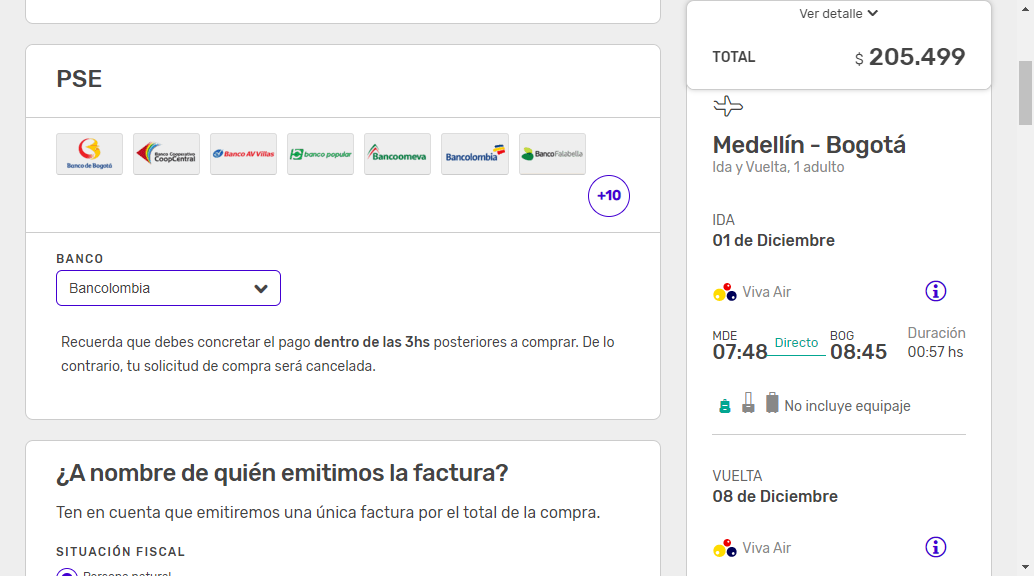 PSE
Banco de Bogotá
Banco Cooperativo
CoopCentral
Banco AV Villas
banco popular
Bancoomeva
Bancolombia
Banco Falabella
+10
BANCO
Bancolombia
Recuerda que debes concretar el pago dentro de las 3hs posteriores a comprar. De lo
contrario, tu solicitud de compra será cancelada.
¿A nombre de quién emitimos la factura?
Ten en cuenta que emitiremos una única factura por el total de la compra.
SITUACIÓN FISCAL
Persona natural
Ver detalle
TOTAL
$ 205.499
Medellín - Bogotá
Ida y Vuelta, 1 adulto
IDA
01 de Diciembre
Viva Air
MDE
07:48
Directo
BOG
08:45
Duración
00:57 hs
No incluye equipaje
VUELTA
08 de Diciembre
Viva Air